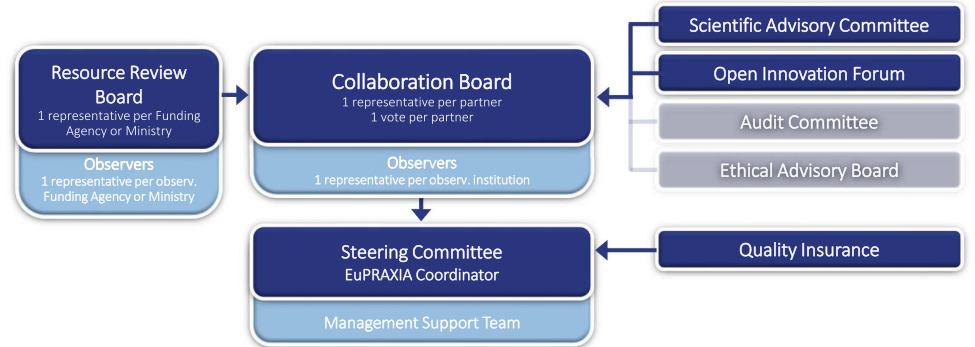 Resource Review
Board
1 representative per Funding
Agency or Ministry
Observers
1 representative per observ.
Funding Agency or Ministry
Collaboration Board
1 representative per partner
1 vote per partner
Observers
1 representative per observ. institution
Steering Committee
EuPRAXIA Coordinator
Management Support Team
Scientific Advisory Committee
Open Innovation Forum
Audit Committee
Ethical Advisory Board
Quality Insurance